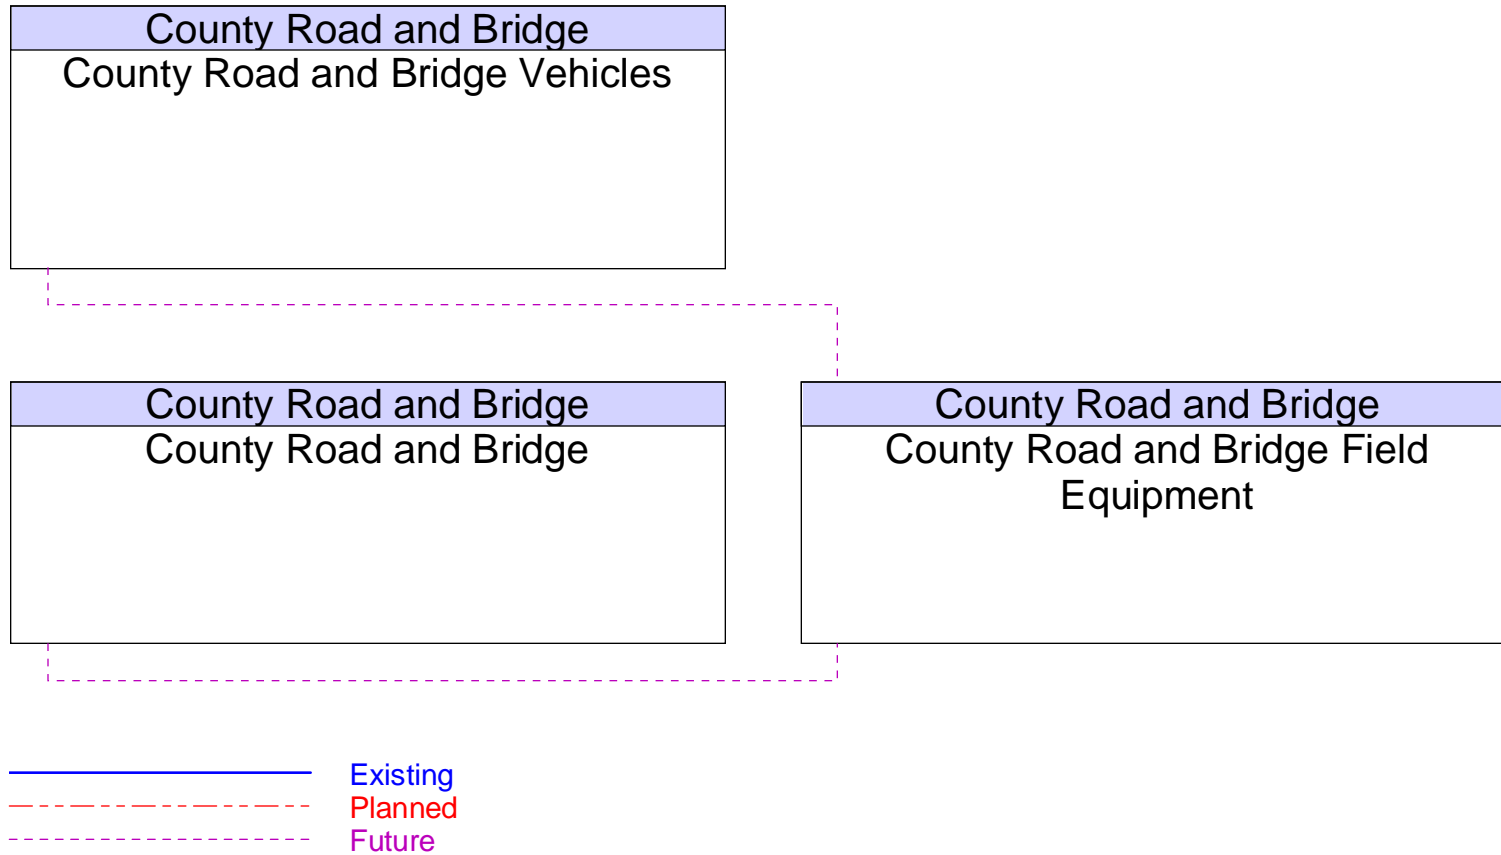 County Road and Bridge
County Road and Bridge Vehicles
County Road and Bridge
County Road and Bridge
County Road and Bridge
County Road and Bridge Field
Equipment
Existing
Planned
Future